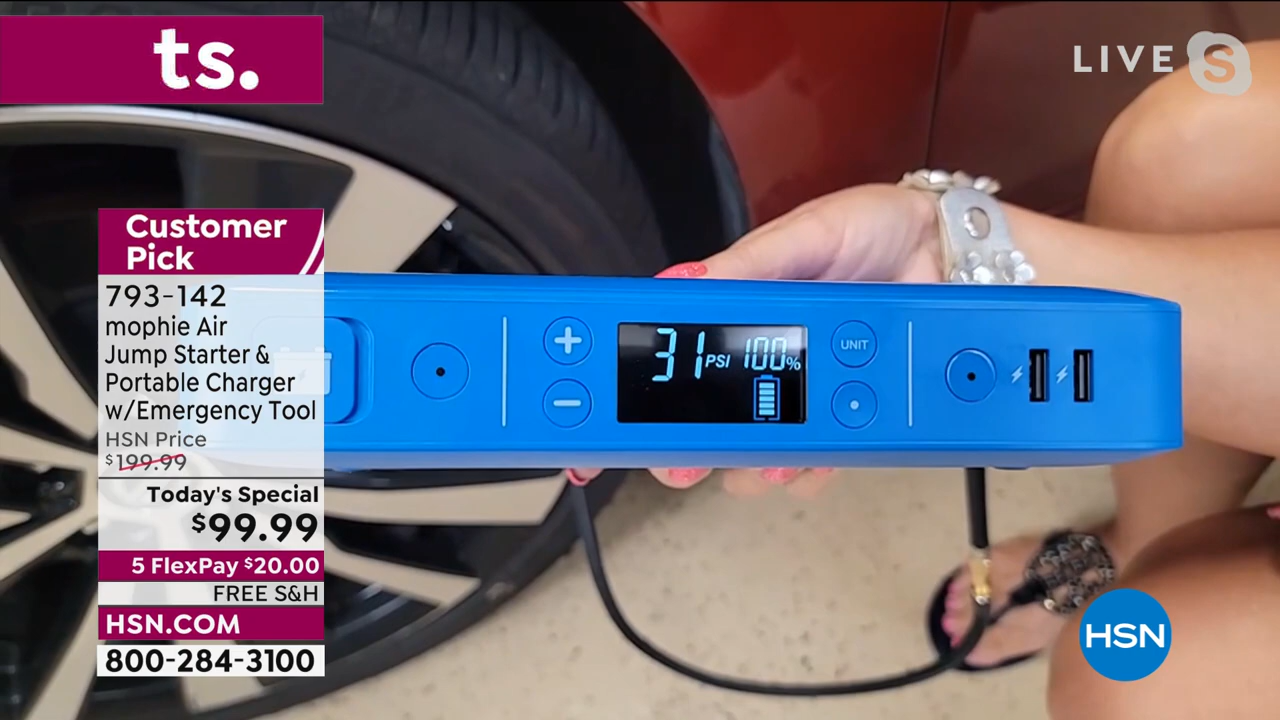 ts.
LIVE S
Customer
Pick
793-142
mophie Air
Jump Starter &
Portable Charger
w/Emergency Tool
HSN Price
$199.99
Today's Special
$99.99
5 FlexPay $20.00
FREE S&H
HSN.COM
800-284-3100
31 PSI 100%
UNIT
HSN